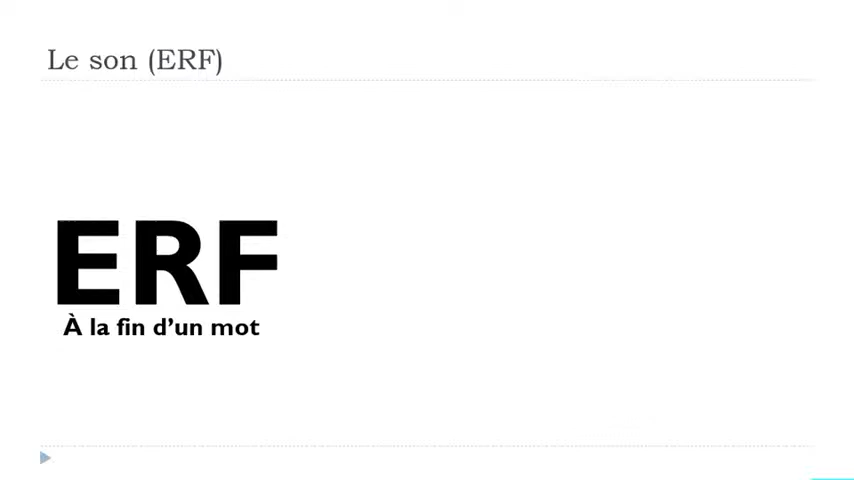 Le son (ERF)
ERF
À la fin d’un mot